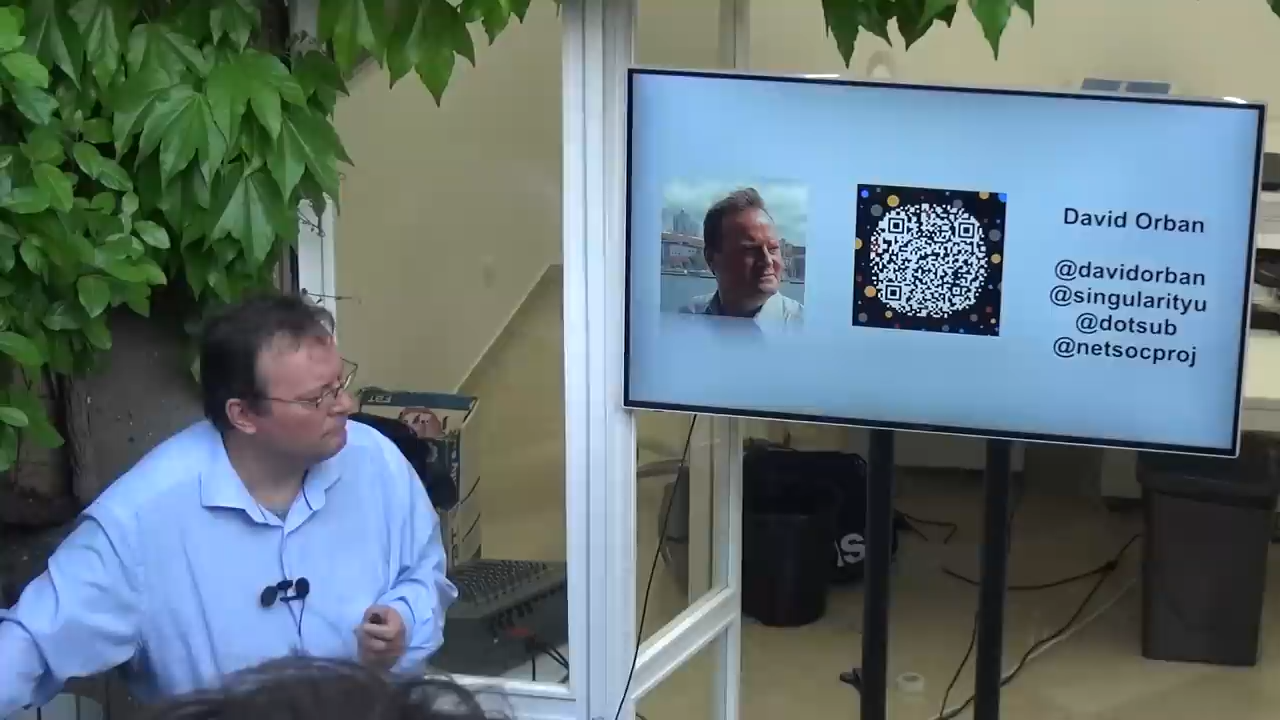 David Orban
@davidorban
@singularityu
@dotsub
@netsocproj